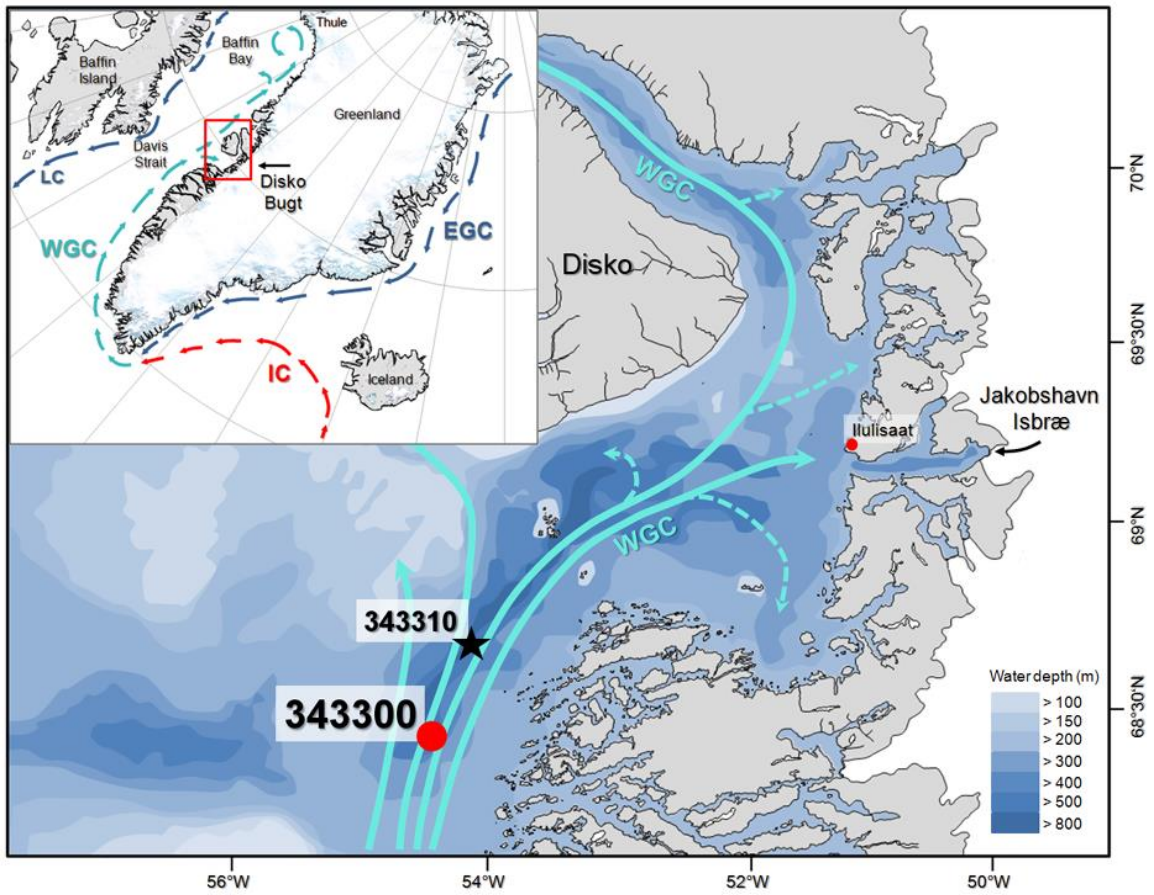 Thule
Baffin
Bay
Baffin
Island
Greenland
Davis
Strait
LC
Disko
Bugt
WGC
EGC
IC
Iceland
WGC
70°N
Disko
69°30'N
Jakobshavn
Isbræ
Ilulisaat
WGC
69°N
343310
343300
68°30'N
Water depth (m)
> 100
> 150
> 200
> 300
> 400
> 500
> 800
56°W
54°W
52°W
50°W